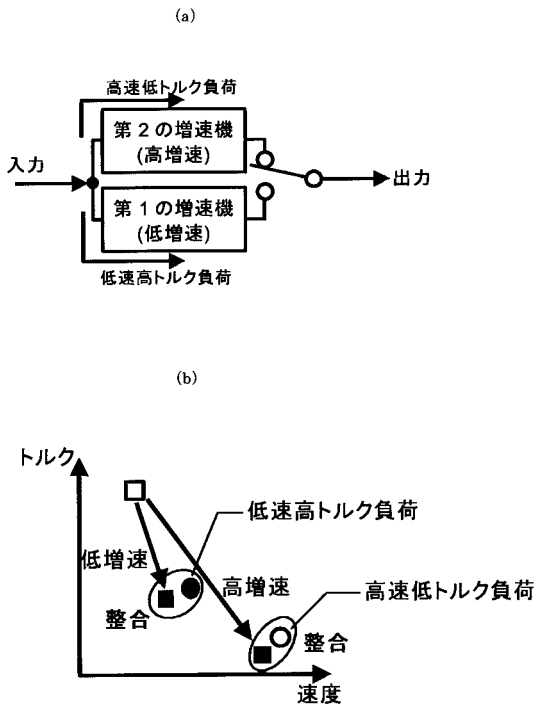 (a)
高速低トルク負荷
第2の増速機
(高増速)
入力
出力
第1の増速機
(低増速)
低速高トルク負荷
(b)
トルク
低速高トルク負荷
低増速
高増速
高速低トルク負荷
整合
整合
速度